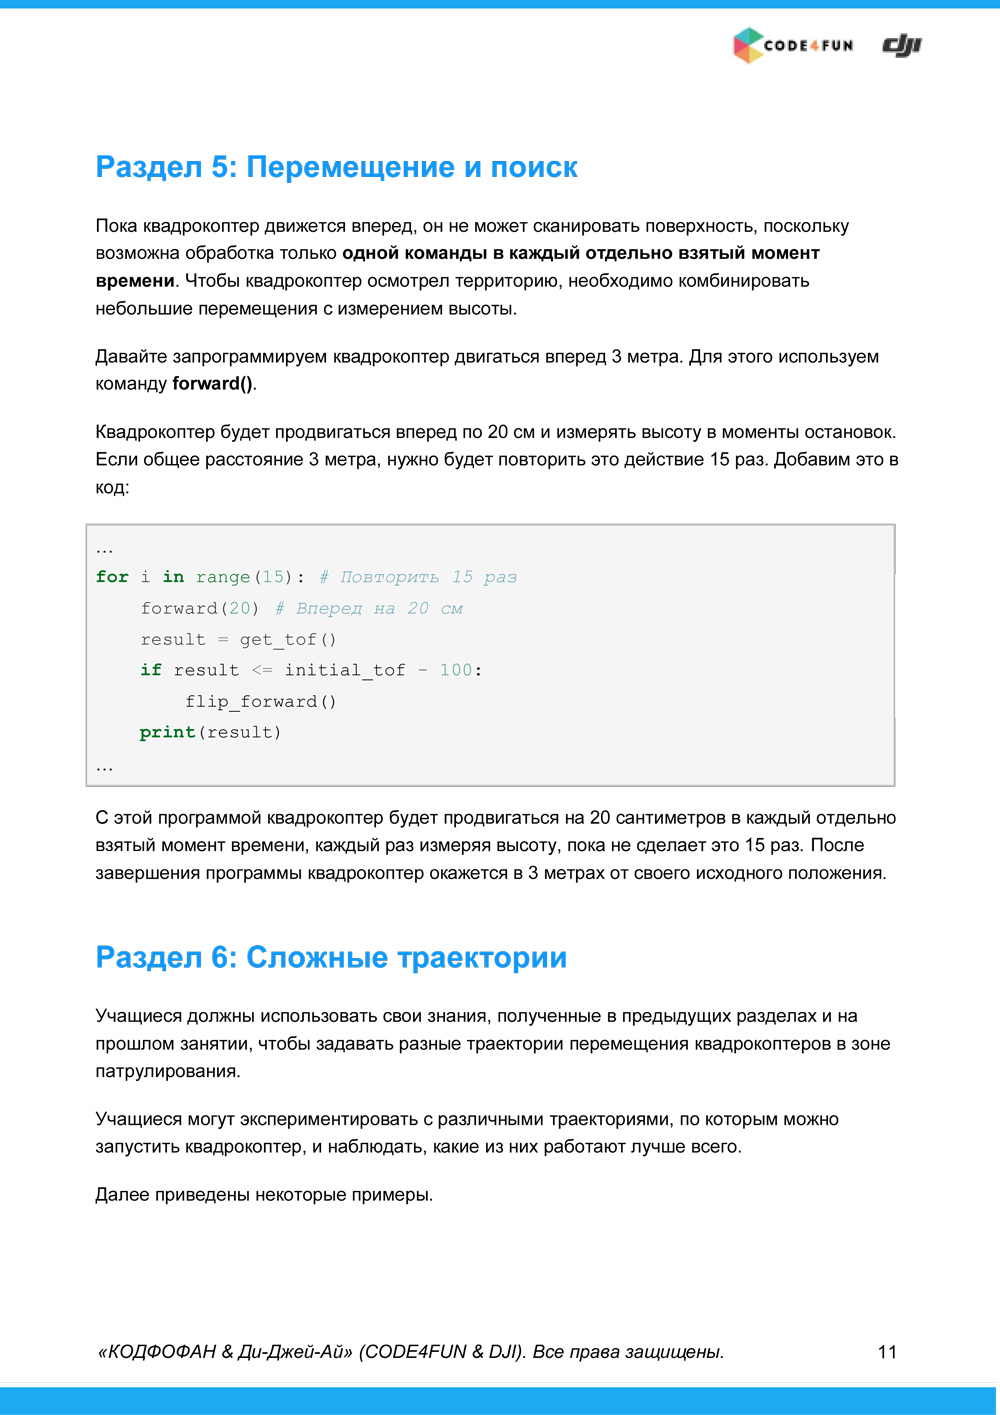 CODE4FUN dji
Раздел 5: Перемещение и поиск
Пока квадрокоптер движется вперед, он не может сканировать поверхность, поскольку
возможна обработка только одной команды в каждый отдельно взятый момент
времени. Чтобы квадрокоптер осмотрел территорию, необходимо комбинировать
небольшие перемещения с измерением высоты.
Давайте запрограммируем квадрокоптер двигаться вперед 3 метра. Для этого используем
команду forward().
Квадрокоптер будет продвигаться вперед по 20 см и измерять высоту в моменты остановок.
Если общее расстояние 3 метра, нужно будет повторить это действие 15 раз. Добавим это в
код:
…
for i in range(15): # Повторить 15 раз
    forward(20) # Вперед на 20 см
    result = get_tof()
    if result <= initial_tof - 100:
        flip_forward()
    print(result)
…
С этой программой квадрокоптер будет продвигаться на 20 сантиметров в каждый отдельно
взятый момент времени, каждый раз измеряя высоту, пока не сделает это 15 раз. После
завершения программы квадрокоптер окажется в 3 метрах от своего исходного положения.
Раздел 6: Сложные траектории
Учащиеся должны использовать свои знания, полученные в предыдущих разделах и на
прошлом занятии, чтобы задавать разные траектории перемещения квадрокоптеров в зоне
патрулирования.
Учащиеся могут экспериментировать с различными траекториями, по которым можно
запустить квадрокоптер, и наблюдать, какие из них работают лучше всего.
Далее приведены некоторые примеры.
«КОДФОФАН & Ди-Джей-Ай» (CODE4FUN & DJI). Все права защищены. 11